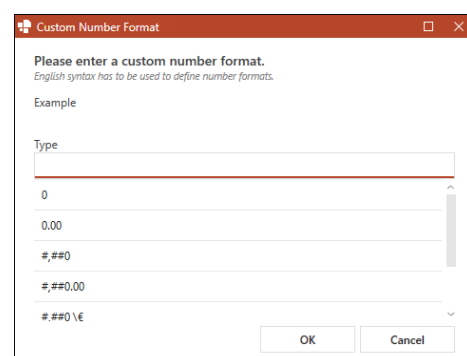 Custom Number Format
Please enter a custom number format.
English syntax has to be used to define number formats.
Example
Type
0
0.00
#,##0
#,##0.00
#.##0 \€
OK
Cancel